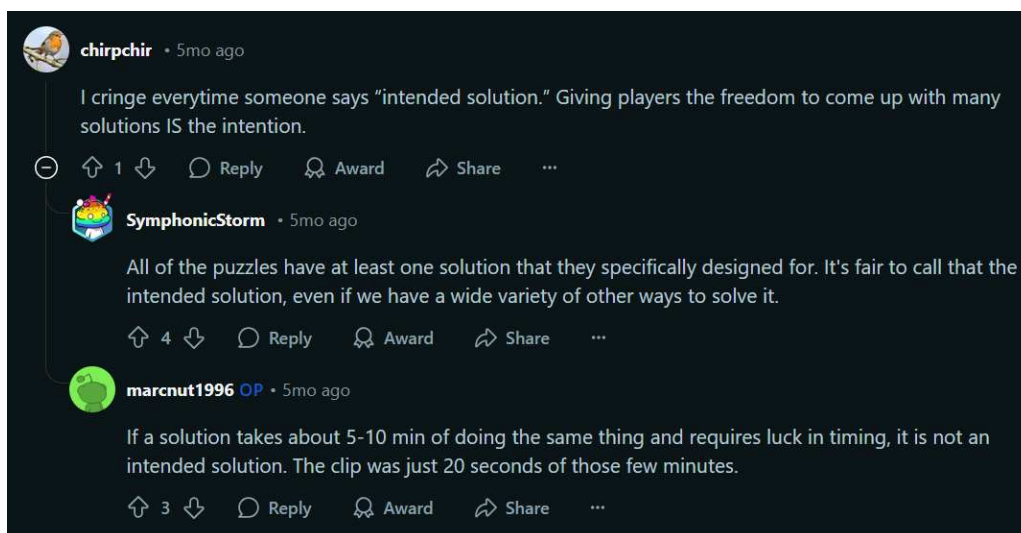 chirpchir • 5mo ago
I cringe everytime someone says “intended solution.” Giving players the freedom to come up with many
solutions IS the intention.
1 Reply Award Share ···
SymphonicStorm • 5mo ago
All of the puzzles have at least one solution that they specifically designed for. It's fair to call that the
intended solution, even if we have a wide variety of other ways to solve it.
4 Reply Award Share ···
marcnut1996 OP • 5mo ago
If a solution takes about 5-10 min of doing the same thing and requires luck in timing, it is not an
intended solution. The clip was just 20 seconds of those few minutes.
3 Reply Award Share ···